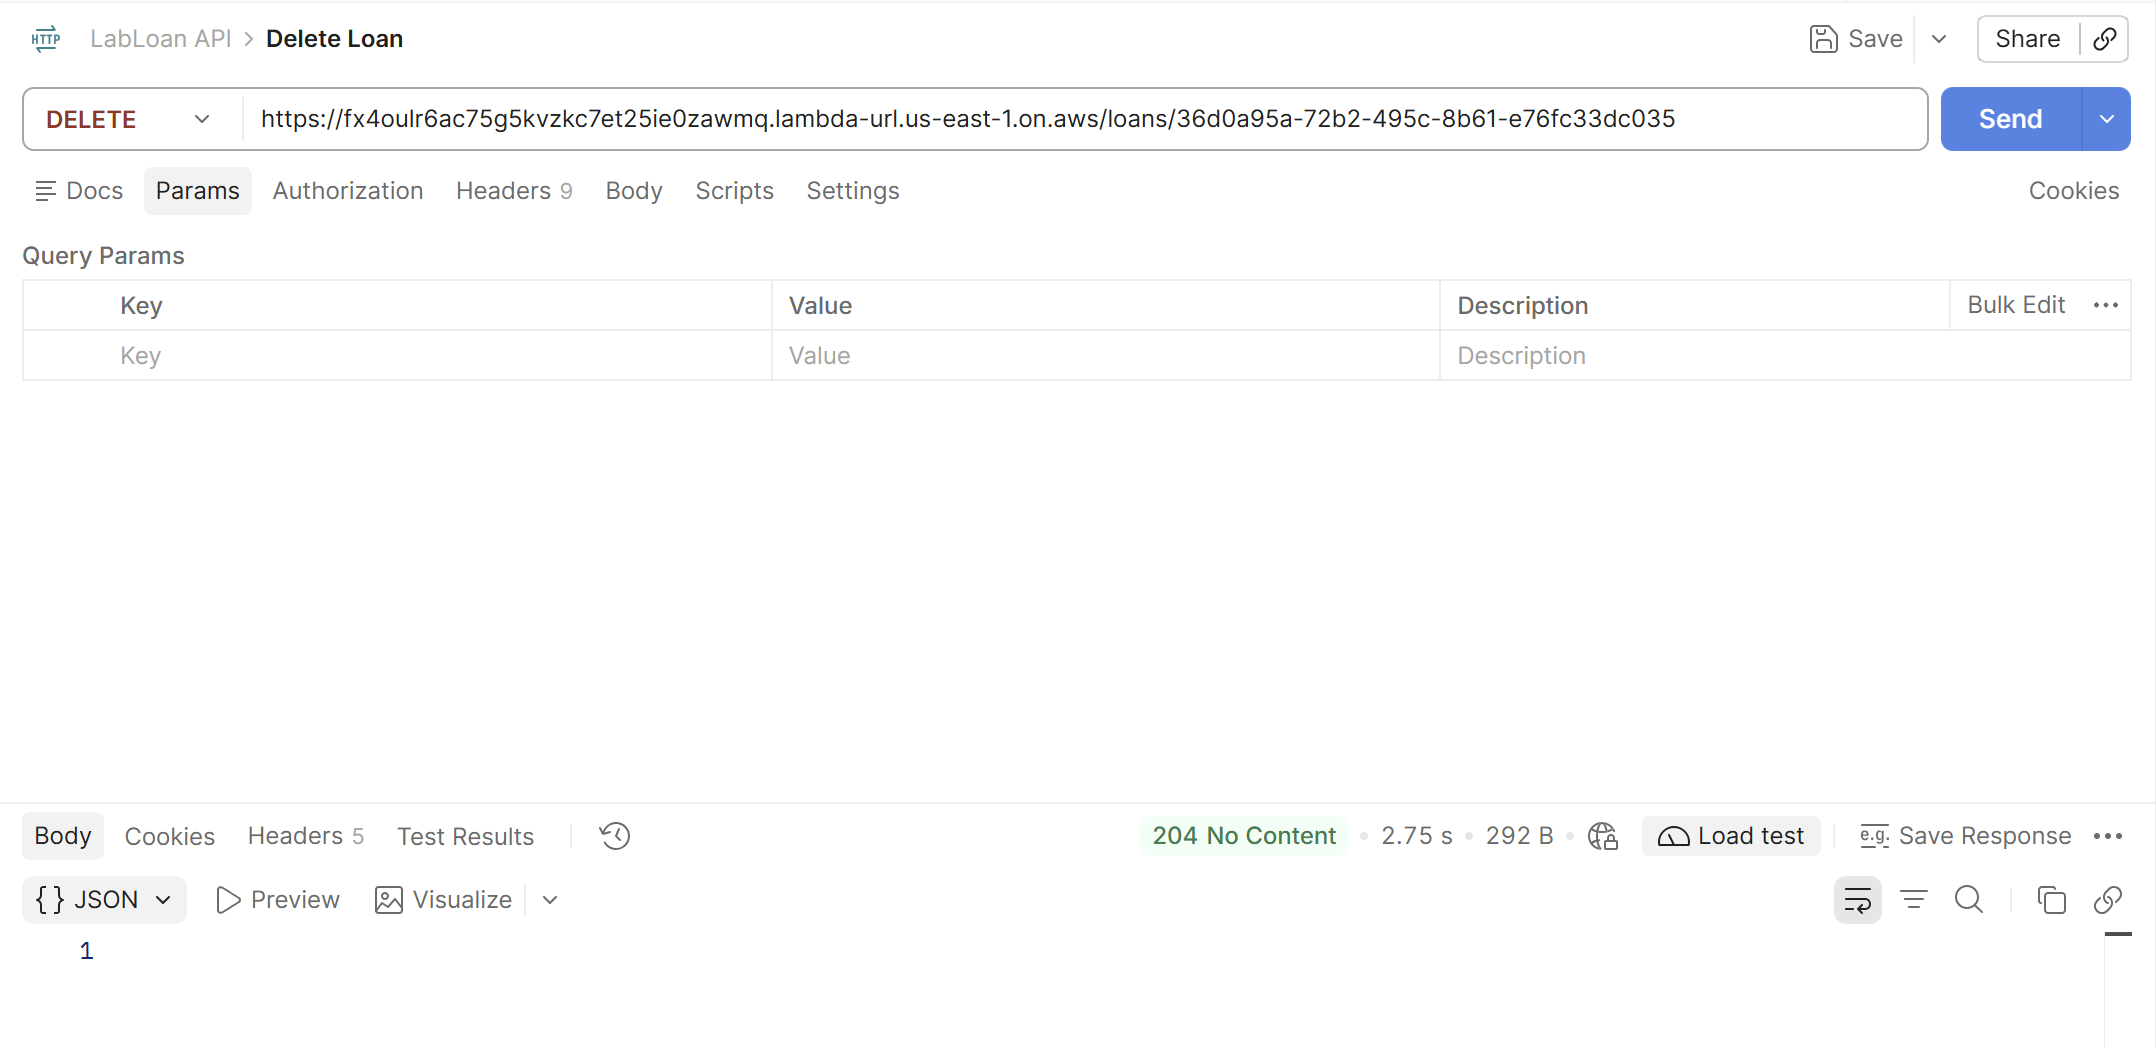 HTTP LabLoan API > Delete Loan Save Share
DELETE https://fx4oulr6ac75g5kvzkc7et25ie0zawmq.lambda-url.us-east-1.on.aws/loans/36d0a95a-72b2-495c-8b61-e76fc33dc035 Send
Docs Params Authorization Headers 9 Body Scripts Settings Cookies
Query Params
Key Value Description Bulk Edit
Key Value Description
Body Cookies Headers 5 Test Results 204 No Content 2.75 s 292 B Load test e.g. Save Response
{ } JSON Preview Visualize
1